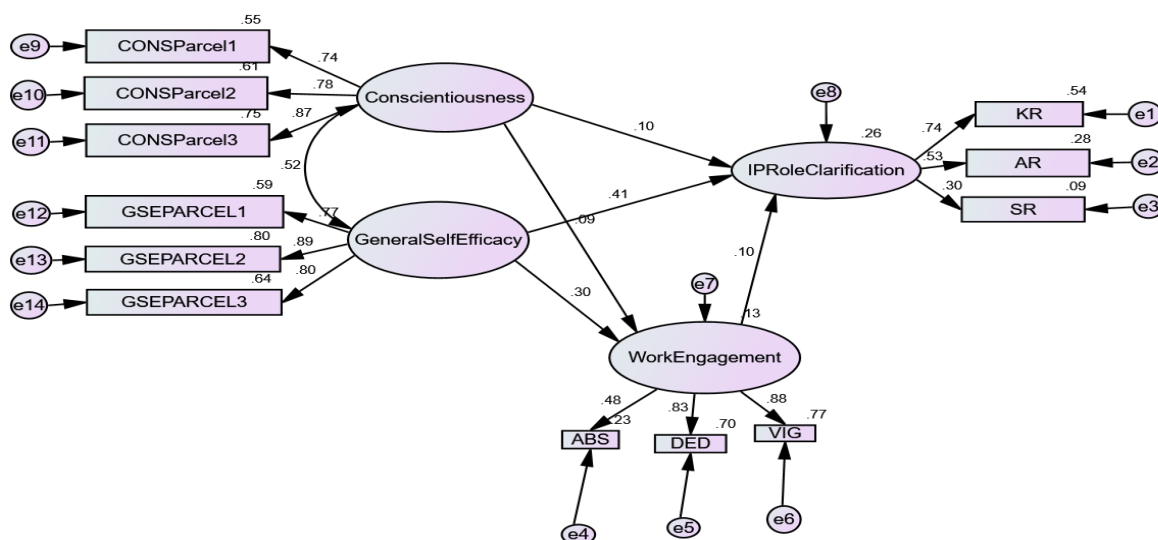 .55
e9
CONSParcel1
.74
.61
e10
CONSParcel2
.78
Conscientiousness
.75
e11
CONSParcel3
.87
.52
.59
e12
GSEPARCEL1
.77
.80
e13
GSEPARCEL2
.89
GeneralSelfEfficacy
.64
e14
GSEPARCEL3
.80
.10
.41
.09
.30
e8
.26
IPRoleClarification
.10
.54
.74
KR
e1
.28
.53
AR
e2
.09
.30
SR
e3
e7
.13
WorkEngagement
.48
.83
.88
.23
ABS
.70
DED
.77
VIG
e4
e5
e6